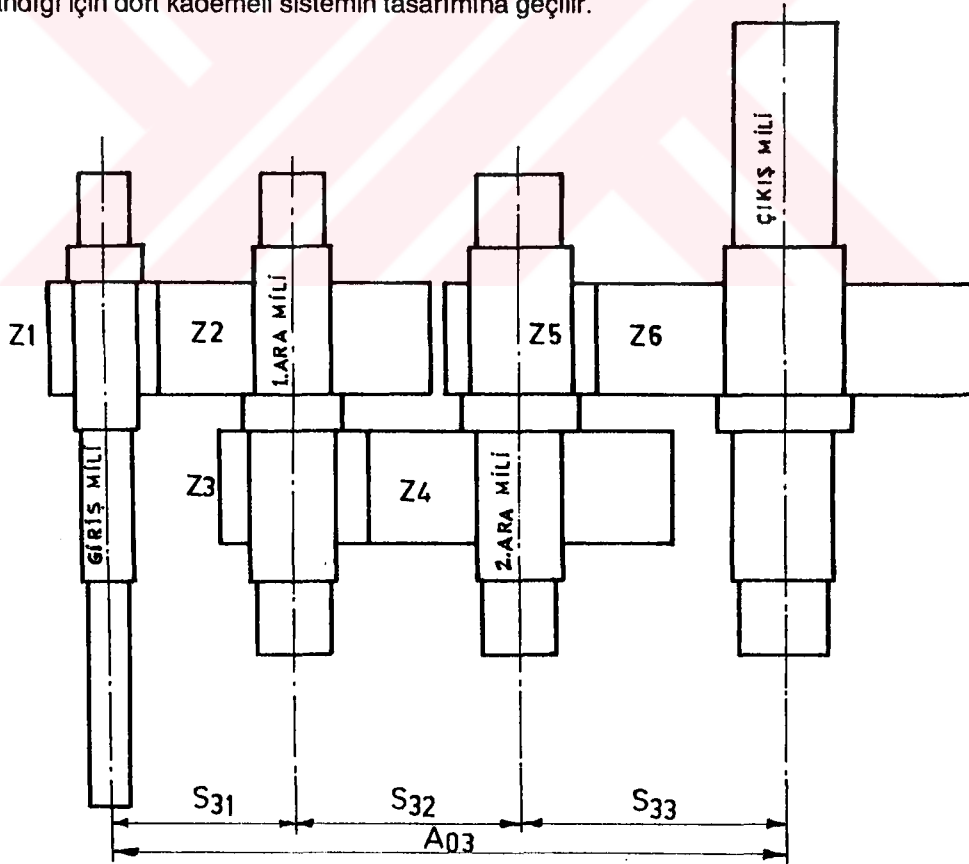 andığı için dört kademeli sistemin tasarımına geçilir.
ÇIKIŞ MİLİ
1.ARA MİLİ
Z1
Z2
Z5
Z6
GİRİŞ MİLİ
Z3
Z4
2.ARA MİLİ
S31
S32
S33
A03